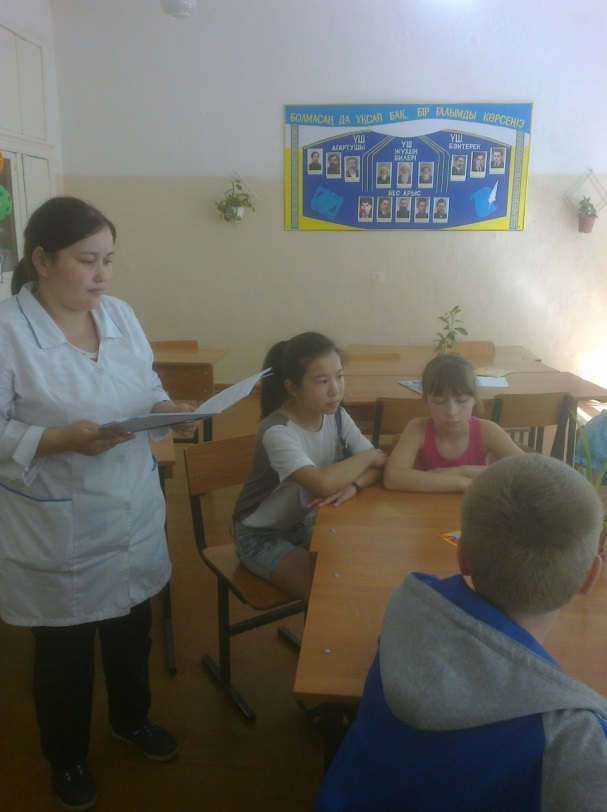 БОЛМАСАҢ ДА ҰҚСАП БАҚ, БІР ҒАЛЫМДЫ КӨРСЕҢІЗ
ҮШ
АҒАРТУШЫ
ҮШ
ЖҮЗДІҢ
БИЛЕРІ
ҮШ
БӘЙТЕРЕК
БЕС АРЫС